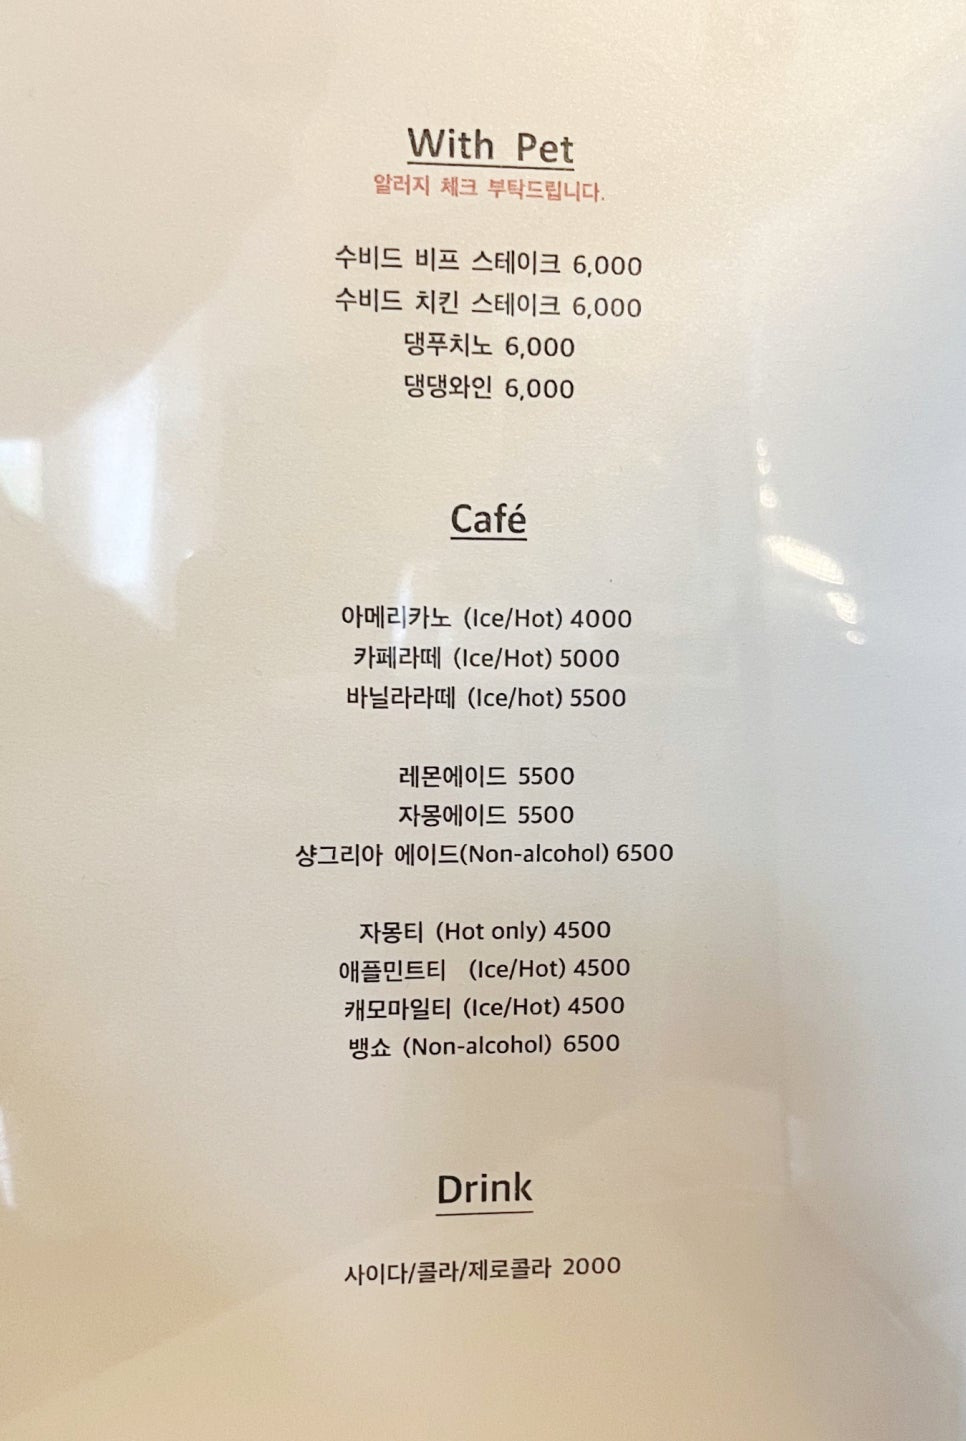 With Pet
알러지 체크 부탁드립니다.
수비드 비프 스테이크 6,000
수비드 치킨 스테이크 6,000
댕푸치노 6,000
댕댕와인 6,000
Café
아메리카노 (Ice/Hot) 4000
카페라떼 (Ice/Hot) 5000
바닐라라떼 (Ice/hot) 5500
레몬에이드 5500
자몽에이드 5500
샹그리아 에이드(Non-alcohol) 6500
자몽티 (Hot only) 4500
애플민트티 (Ice/Hot) 4500
캐모마일티 (Ice/Hot) 4500
뱅쇼 (Non-alcohol) 6500
Drink
사이다/콜라/제로콜라 2000